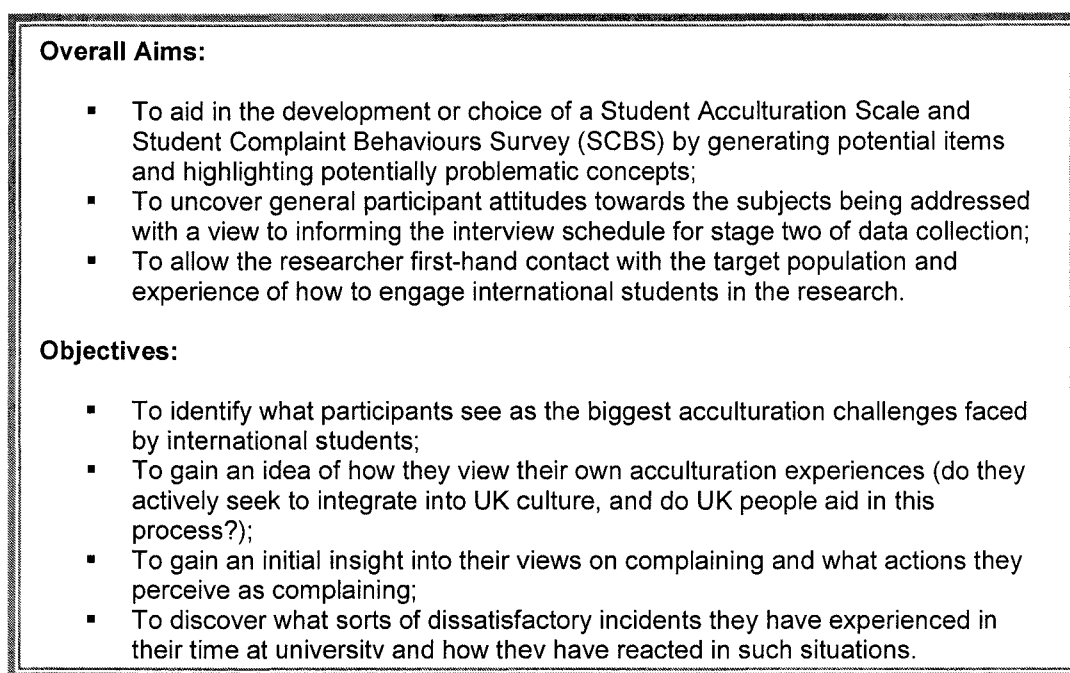 Overall Aims:
▪ To aid in the development or choice of a Student Acculturation Scale and
Student Complaint Behaviours Survey (SCBS) by generating potential items
and highlighting potentially problematic concepts;
▪ To uncover general participant attitudes towards the subjects being addressed
with a view to informing the interview schedule for stage two of data collection;
▪ To allow the researcher first-hand contact with the target population and
experience of how to engage international students in the research.
Objectives:
▪ To identify what participants see as the biggest acculturation challenges faced
by international students;
▪ To gain an idea of how they view their own acculturation experiences (do they
actively seek to integrate into UK culture, and do UK people aid in this
process?);
▪ To gain an initial insight into their views on complaining and what actions they
perceive as complaining;
▪ To discover what sorts of dissatisfactory incidents they have experienced in
their time at university and how they have reacted in such situations.